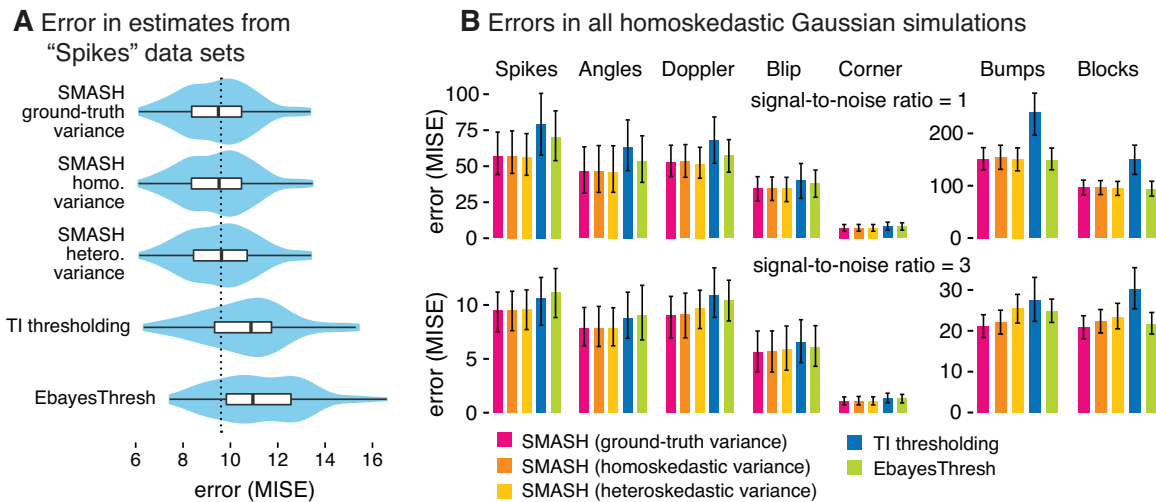 A Error in estimates from
“Spikes” data sets
SMASH
ground-truth
variance
SMASH
homo.
variance
SMASH
hetero.
variance
TI thresholding
EbayesThresh
6 8 10 12 14 16
error (MISE)
B Errors in all homoskedastic Gaussian simulations
Spikes Angles Doppler Blip Corner Bumps Blocks
signal-to-noise ratio = 1
error (MISE)
100
75
50
25
0
200
100
0
signal-to-noise ratio = 3
error (MISE)
10
5
0
60
40
20
0
SMASH (ground-truth variance)
SMASH (homoskedastic variance)
SMASH (heteroskedastic variance)
TI thresholding
EbayesThresh